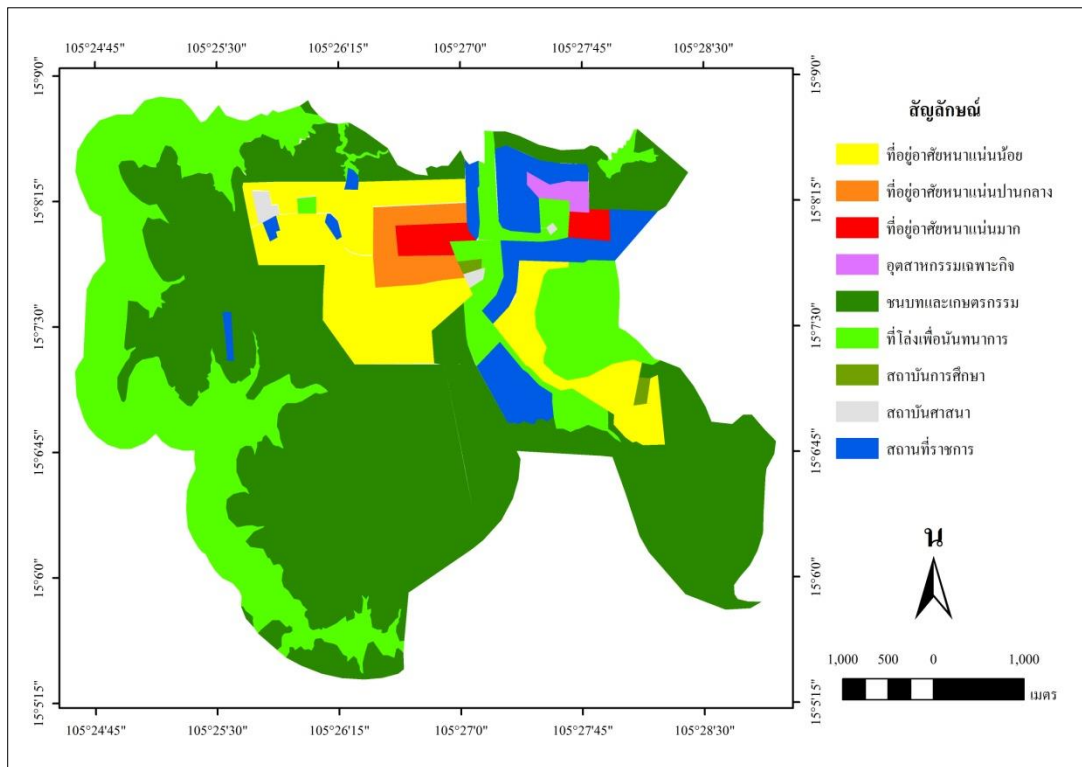 105°24'45" 105°25'30" 105°26'15" 105°27'0" 105°27'45" 105°28'30"
15°9'0" 15°9'0"
15°8'15" 15°8'15"
15°7'30" 15°7'30"
15°6'45" 15°6'45"
15°6'0" 15°6'0"
15°5'15" 15°5'15"
105°24'45" 105°25'30" 105°26'15" 105°27'0" 105°27'45" 105°28'30"
สัญลักษณ์
ที่อยู่อาศัยหนาแน่นน้อย
ที่อยู่อาศัยหนาแน่นปานกลาง
ที่อยู่อาศัยหนาแน่นมาก
อุตสาหกรรมเฉพาะกิจ
ชนบทและเกษตรกรรม
ที่โล่งเพื่อนันทนาการ
สถาบันการศึกษา
สถาบันศาสนา
สถานที่ราชการ
น
1,000 500 0 1,000
เมตร